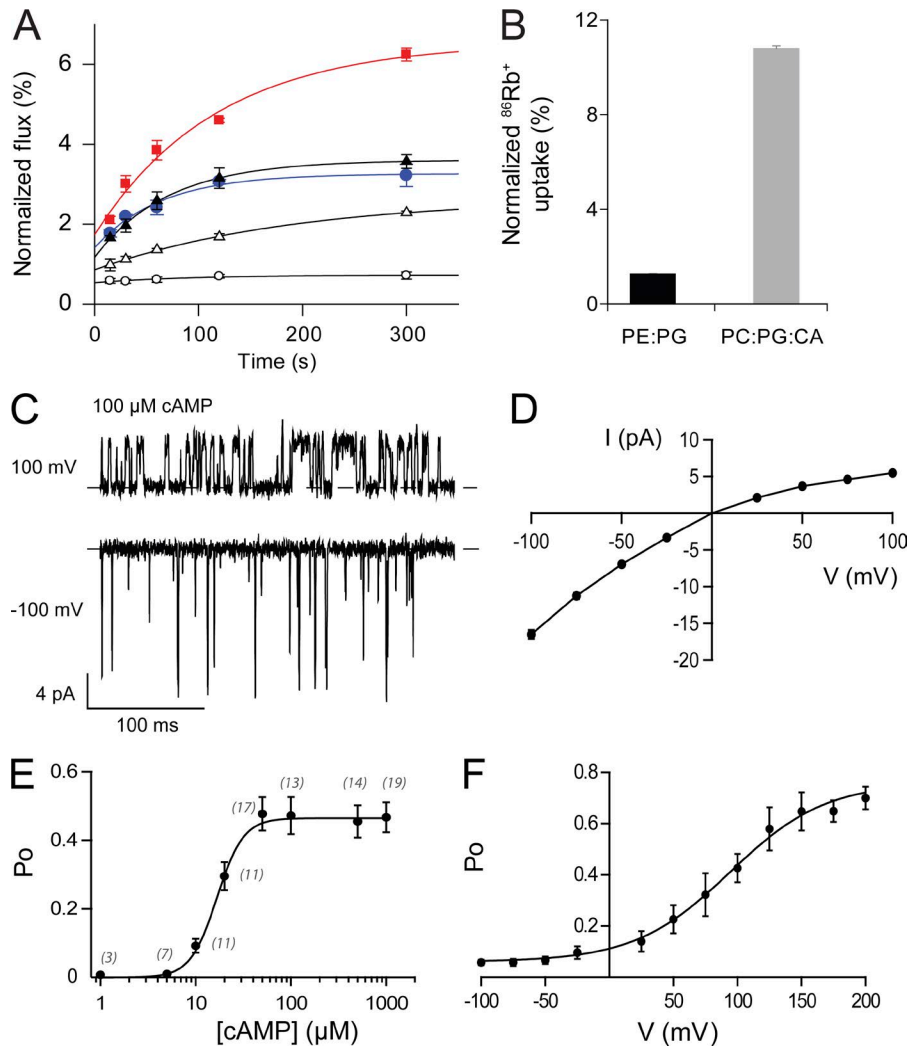 A
Normailzed flux (%)
6
4
2
0
0
100
200
300
Time (s)
B
Normalized ⁸⁶Rb⁺
uptake (%)
12
8
4
0
PE:PG
PC:PG:CA
C
100 µM cAMP
100 mV
-100 mV
4 pA
100 ms
D
I (pA)
10
5
-5
-10
-15
-20
-100
-50
50
100
V (mV)
E
Po
0.6
0.4
0.2
0
(3)
(7)
(11)
(11)
(17)
(13)
(14)
(19)
1
10
100
1000
[cAMP] (µM)
F
Po
0.8
0.6
0.4
0.2
-100
-50
50
100
150
200
V (mV)